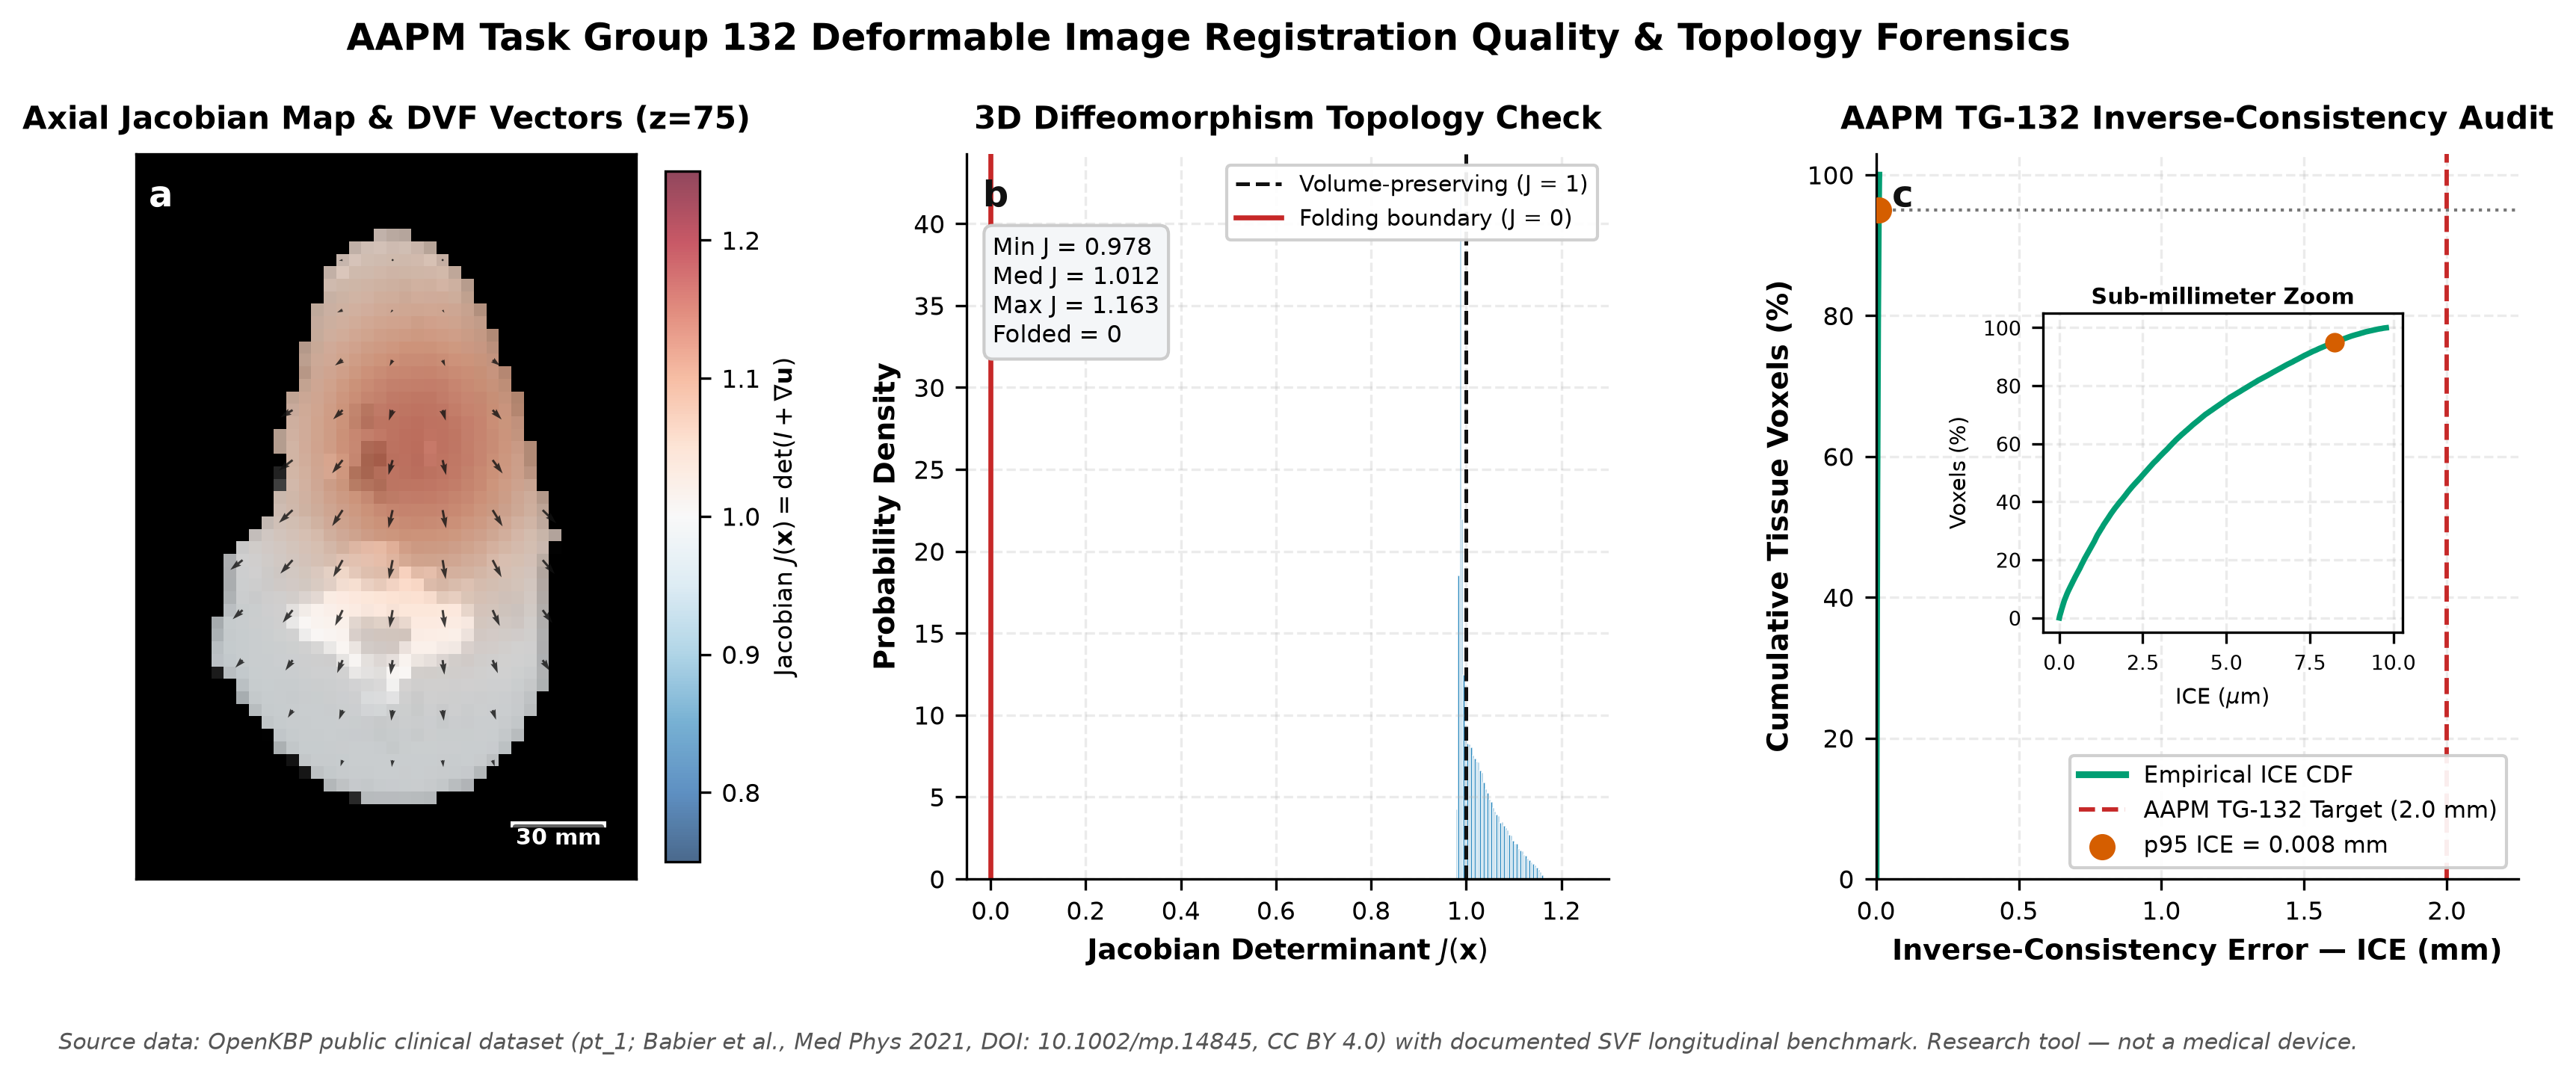 AAPM Task Group 132 Deformable Image Registration Quality & Topology Forensics
Axial Jacobian Map & DVF Vectors (z=75)
a
30 mm
1.2
1.1
1.0
0.9
0.8
Jacobian J(x) = det(I + ∇u)
3D Diffeomorphism Topology Check
b
Volume-preserving (J = 1)
Folding boundary (J = 0)
Min J = 0.978
Med J = 1.012
Max J = 1.163
Folded = 0
Probability Density
40
35
30
25
20
15
10
5
0
0.0 0.2 0.4 0.6 0.8 1.0 1.2
Jacobian Determinant J(x)
AAPM TG-132 Inverse-Consistency Audit
c
Cumulative Tissue Voxels (%)
100
80
60
40
20
0
Sub-millimeter Zoom
Voxels (%)
100
80
60
40
20
0
0.0 2.5 5.0 7.5 10.0
ICE (μm)
Empirical ICE CDF
AAPM TG-132 Target (2.0 mm)
p95 ICE = 0.008 mm
0.0 0.5 1.0 1.5 2.0
Inverse-Consistency Error — ICE (mm)
Source data: OpenKBP public clinical dataset (pt_1; Babier et al., Med Phys 2021, DOI: 10.1002/mp.14845, CC BY 4.0) with documented SVF longitudinal benchmark. Research tool — not a medical device.